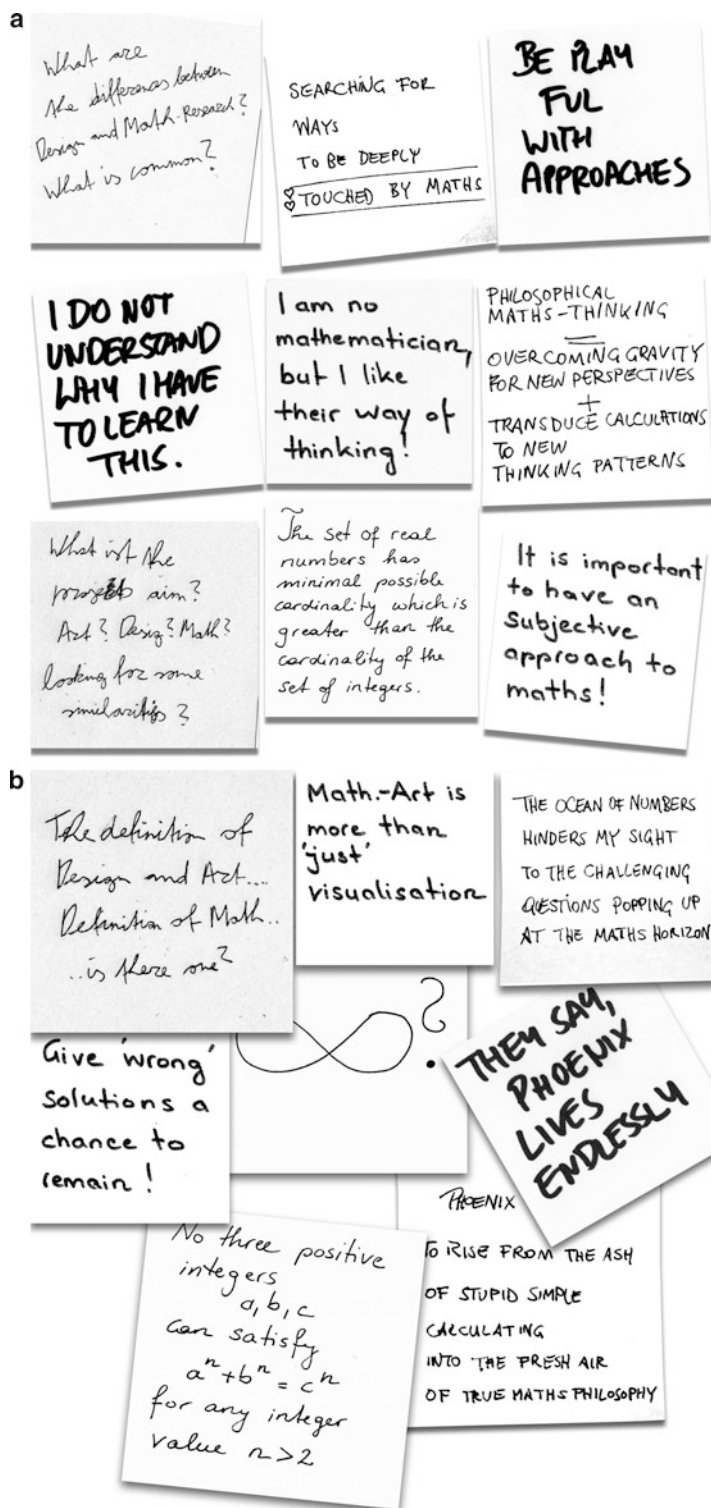 a
What are
the differences between
Design and Math-Research?
What is common?
SEARCHING FOR
WAYS
TO BE DEEPLY
TOUCHED BY MATHS
BE PLAY
FUL
WITH
APPROACHES
I DO NOT
UNDERSTAND
WHY I HAVE
TO LEARN
THIS.
I am no
mathematician,
but I like
their way of
thinking!
PHILOSOPHICAL
MATHS-THINKING
=
OVERCOMING GRAVITY
FOR NEW PERSPECTIVES
+
TRANSDUCE CALCULATIONS
TO NEW
THINKING PATTERNS
What ist the
aim?
Art? Design? Math?
looking for some
similarities?
The set of real
numbers has
minimal possible
cardinality which is
greater than the
cardinality of the
set of integers.
It is important
to have an
subjective
approach to
maths!
b
The definition of
Design and Art....
Definition of Math..
..is there one?
Math.-Art is
more than
'just'
visualisation
THE OCEAN OF NUMBERS
HINDERS MY SIGHT
TO THE CHALLENGING
QUESTIONS POPPING UP
AT THE MATHS HORIZON
Give 'wrong'
solutions a
chance to
remain!
∞?
THEY SAY,
PHOENIX
LIVES
ENDLESSLY
No three positive
integers
a, b, c
can satisfy
aⁿ + bⁿ = cⁿ
for any integer
value n > 2
PHOENIX
TO RISE FROM THE ASH
OF STUPID SIMPLE
CALCULATING
INTO THE FRESH AIR
OF TRUE MATHS PHILOSOPHY